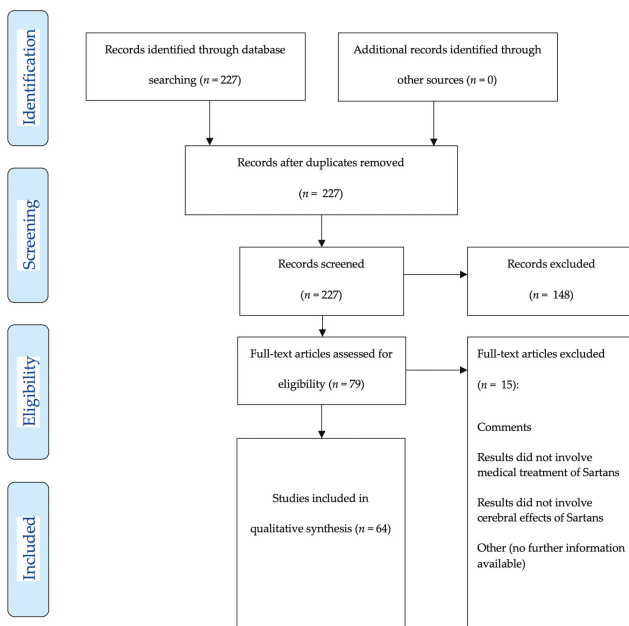 Identification
Records identified through database
searching (n = 227)
Additional records identified through
other sources (n = 0)
Records after duplicates removed
(n = 227)
Screening
Records screened
(n = 227)
Records excluded
(n = 148)
Eligibility
Full-text articles assessed for
eligibility (n = 79)
Full-text articles excluded
(n = 15):
Comments
Results did not involve
medical treatment of Sartans
Results did not involve
cerebral effects of Sartans
Other (no further information
available)
Included
Studies included in
qualitative synthesis (n = 64)